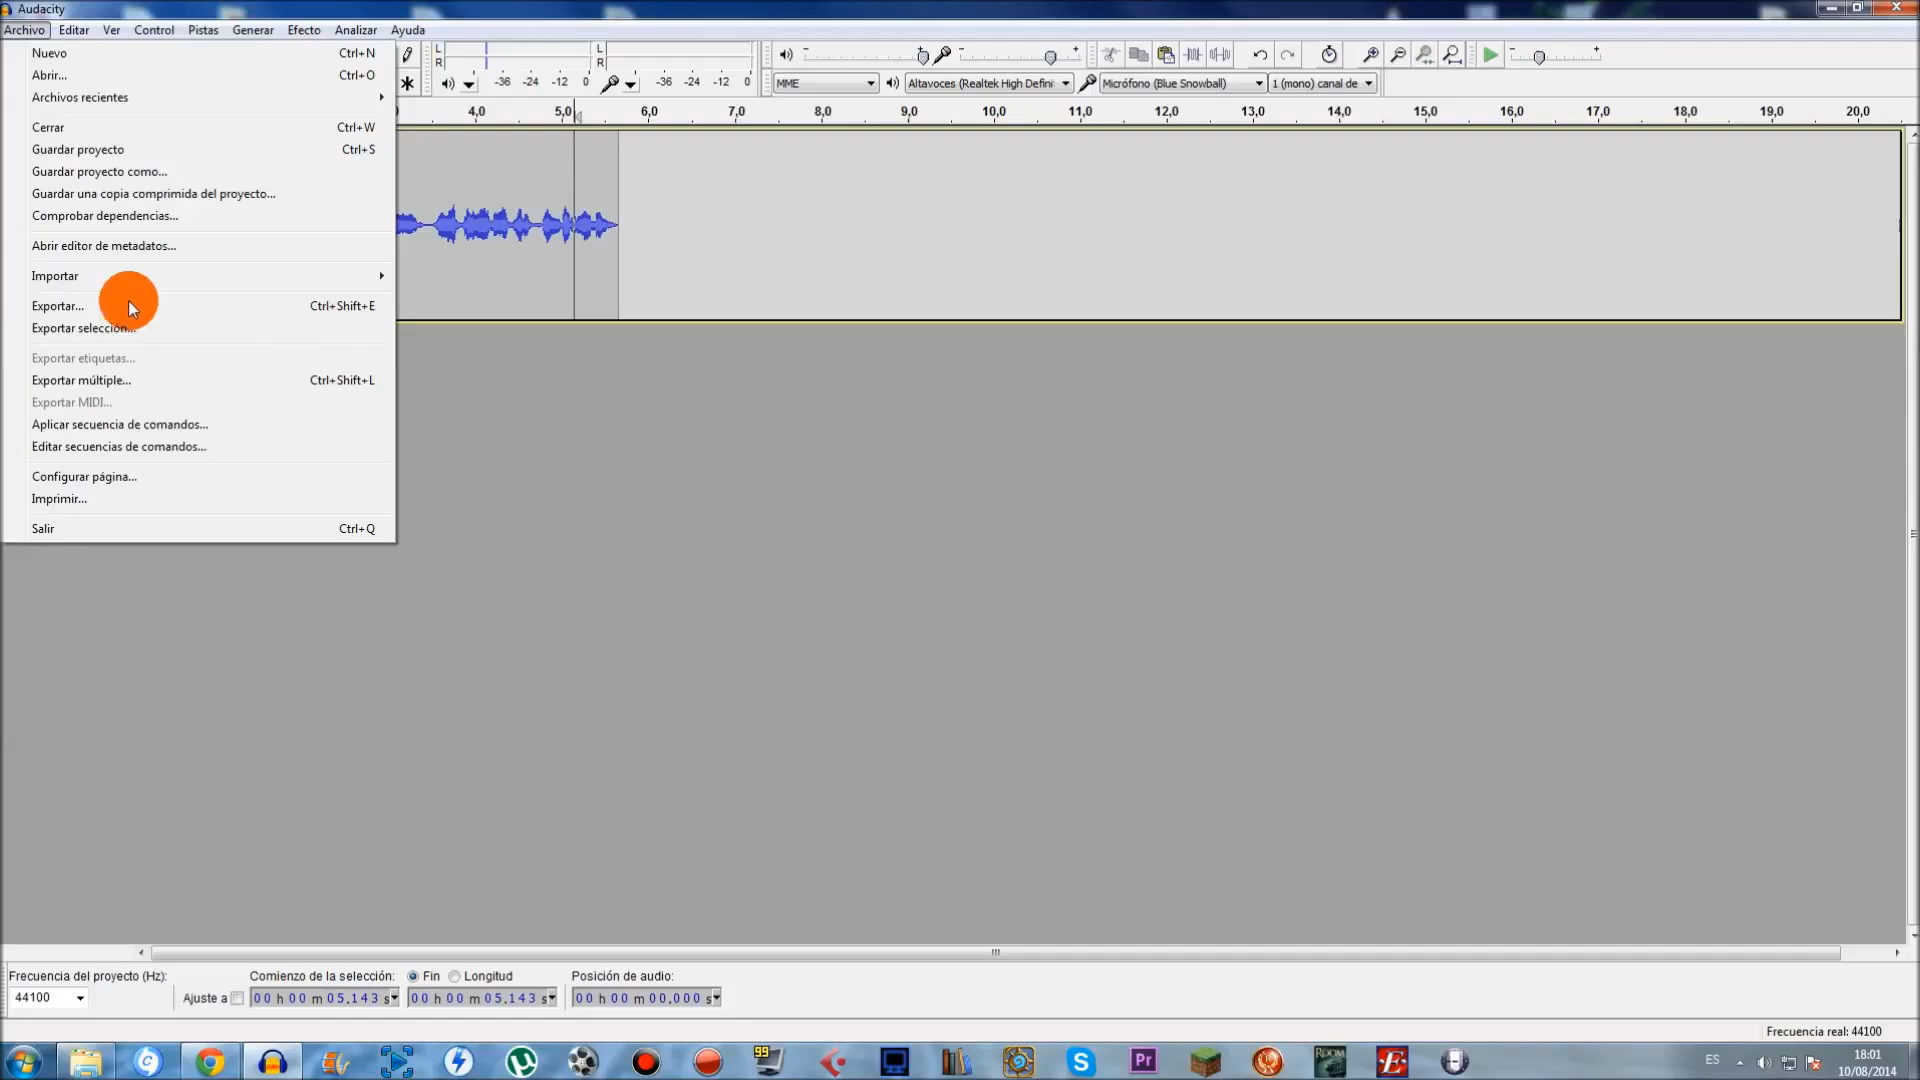 Audacity
Archivo Editar Ver Control Pistas Generar Efecto Analizar Ayuda
Nuevo Ctrl+N
Abrir... Ctrl+O
Archivos recientes
Cerrar Ctrl+W
Guardar proyecto Ctrl+S
Guardar proyecto como...
Guardar una copia comprimida del proyecto...
Comprobar dependencias...
Abrir editor de metadatos...
Importar
Exportar... Ctrl+Shift+E
Exportar selección...
Exportar etiquetas...
Exportar múltiple... Ctrl+Shift+L
Exportar MIDI...
Aplicar secuencia de comandos...
Editar secuencias de comandos...
Configurar página...
Imprimir...
Salir Ctrl+Q
L L
R R
-36 -24 -12 0 -36 -24 -12 0
MME Altavoces (Realtek High Defini Micrófono (Blue Snowball) 1 (mono) canal de
4,0 5,0 6,0 7,0 8,0 9,0 10,0 11,0 12,0 13,0 14,0 15,0 16,0 17,0 18,0 19,0 20,0
Frecuencia del proyecto (Hz): Comienzo de la selección: Fin Longitud Posición de audio:
44100 Ajuste a 00 h 00 m 05.143 s 00 h 00 m 05.143 s 00 h 00 m 00.000 s
Frecuencia real: 44100
99 S Pr ROOM E ES 18:01
10/08/2014